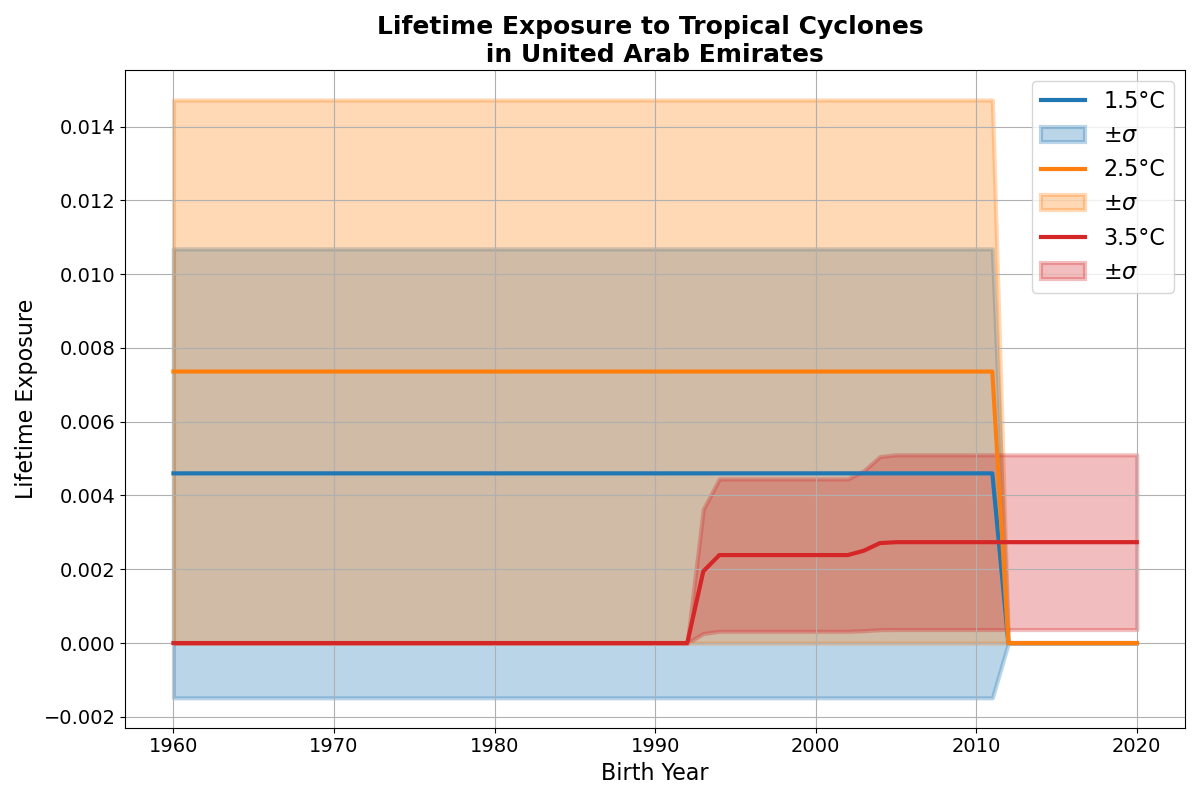 Lifetime Exposure to Tropical Cyclones
in United Arab Emirates
1.5°C
±σ
2.5°C
±σ
3.5°C
±σ
Lifetime Exposure
0.014
0.012
0.010
0.008
0.006
0.004
0.002
0.000
−0.002
1960 1970 1980 1990 2000 2010 2020
Birth Year